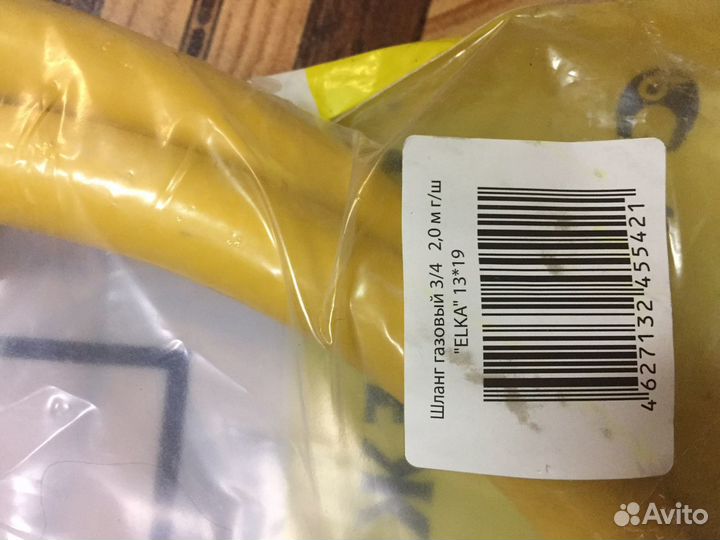 Шланг газовый 3/4 2,0 м г/ш
"ELKA" 13*19
4 627132 455421
Avito